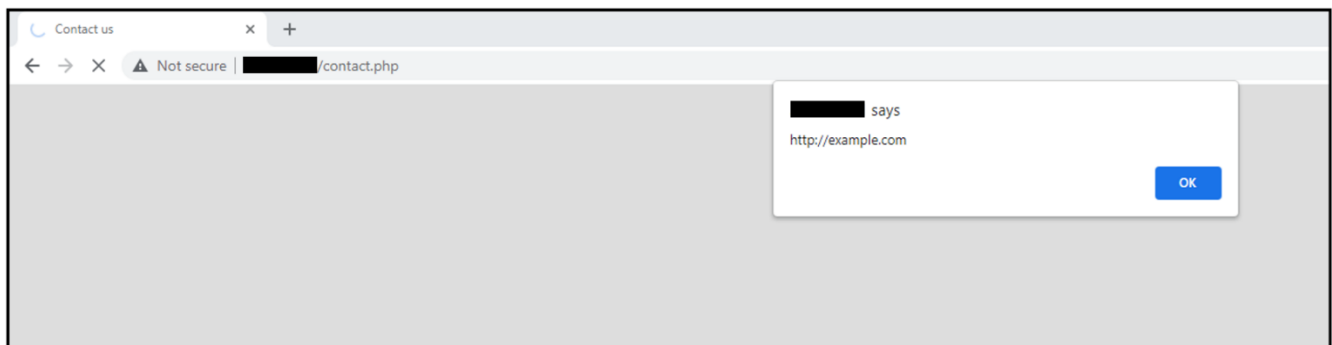 Contact us
Not secure | /contact.php
says
http://example.com
OK